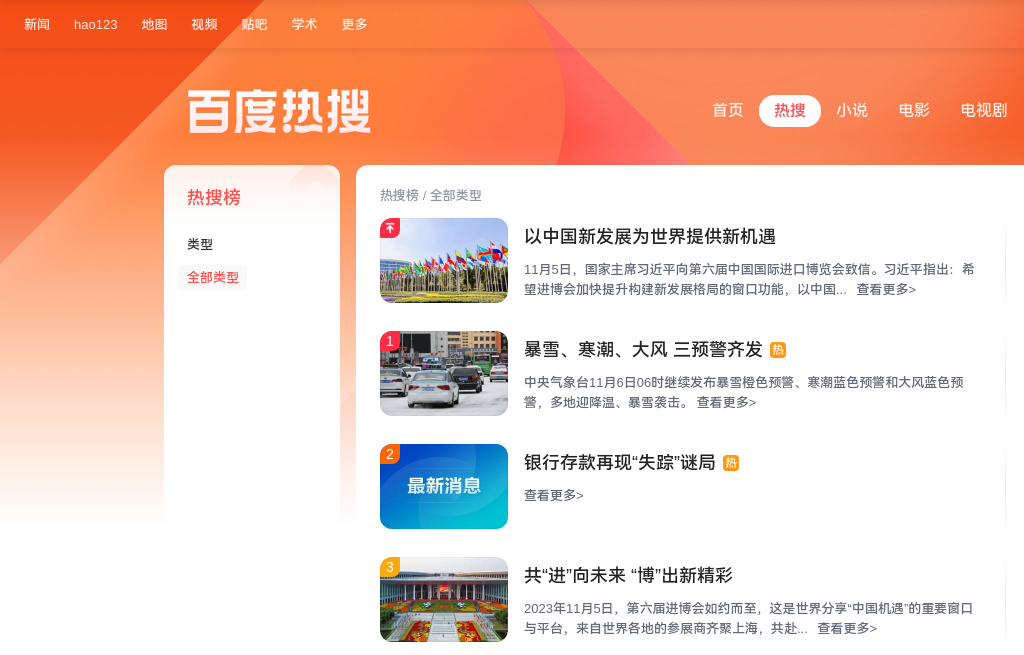 新闻 hao123 地图 视频 贴吧 学术 更多
百度热搜
首页 热搜 小说 电影 电视剧
热搜榜
类型
全部类型
热搜榜 / 全部类型
以中国新发展为世界提供新机遇
11月5日，国家主席习近平向第六届中国国际进口博览会致信。习近平指出：希
望进博会加快提升构建新发展格局的窗口功能，以中国... 查看更多>
1
暴雪、寒潮、大风 三预警齐发 热
中央气象台11月6日06时继续发布暴雪橙色预警、寒潮蓝色预警和大风蓝色预
警，多地迎降温、暴雪袭击。 查看更多>
2
最新消息
银行存款再现“失踪”谜局 热
查看更多>
3
共“进”向未来 “博”出新精彩
2023年11月5日，第六届进博会如约而至，这是世界分享“中国机遇”的重要窗口
与平台，来自世界各地的参展商齐聚上海，共赴... 查看更多>